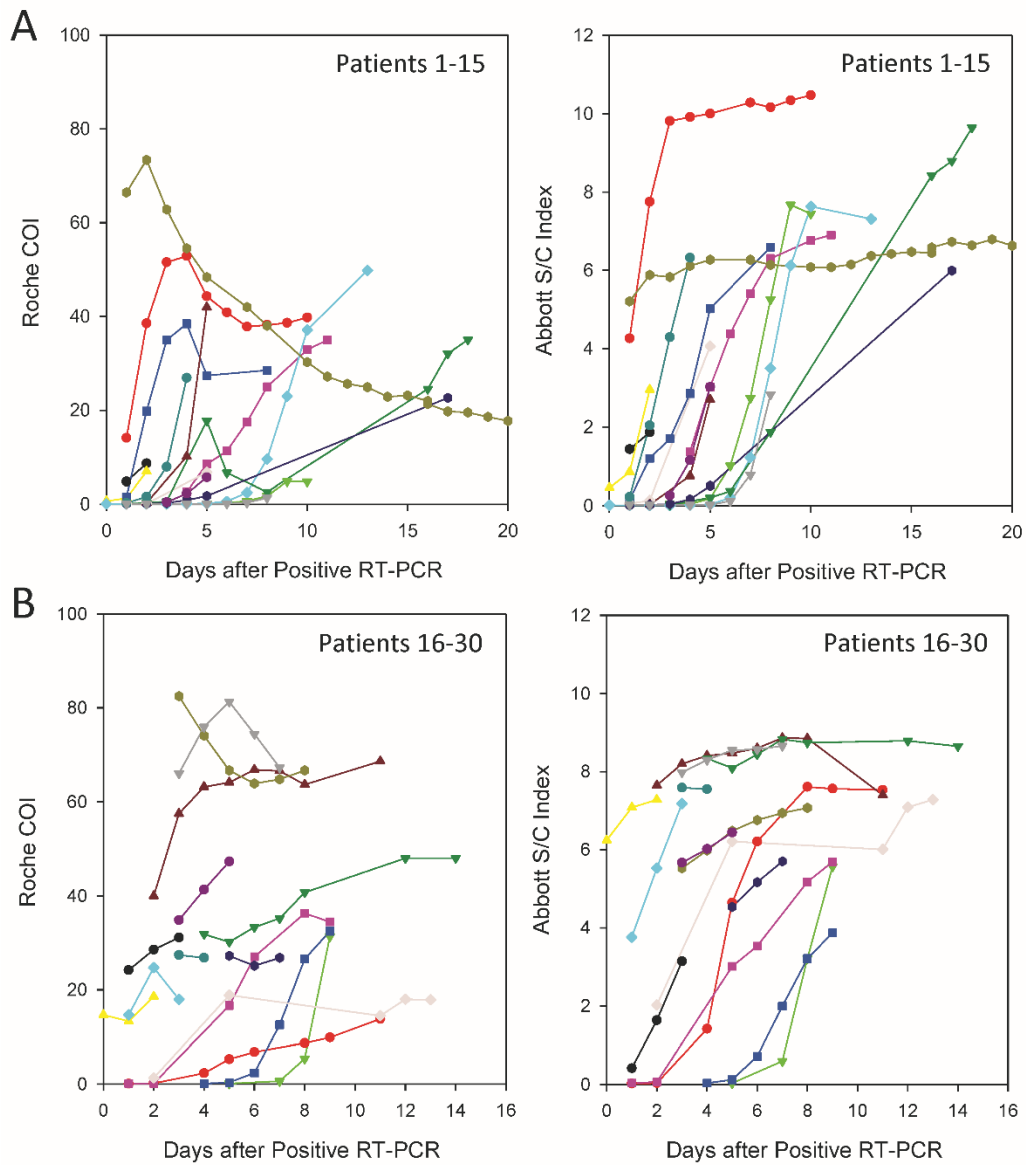 A
Patients 1-15
Roche COI
100
80
60
40
20
0
0 5 10 15 20
Days after Positive RT-PCR
Patients 1-15
Abbott S/C Index
12
10
8
6
4
2
0
0 5 10 15 20
Days after Positive RT-PCR
B
Patients 16-30
Roche COI
100
80
60
40
20
0
0 2 4 6 8 10 12 14 16
Days after Positive RT-PCR
Patients 16-30
Abbott S/C Index
12
10
8
6
4
2
0
0 2 4 6 8 10 12 14 16
Days after Positive RT-PCR